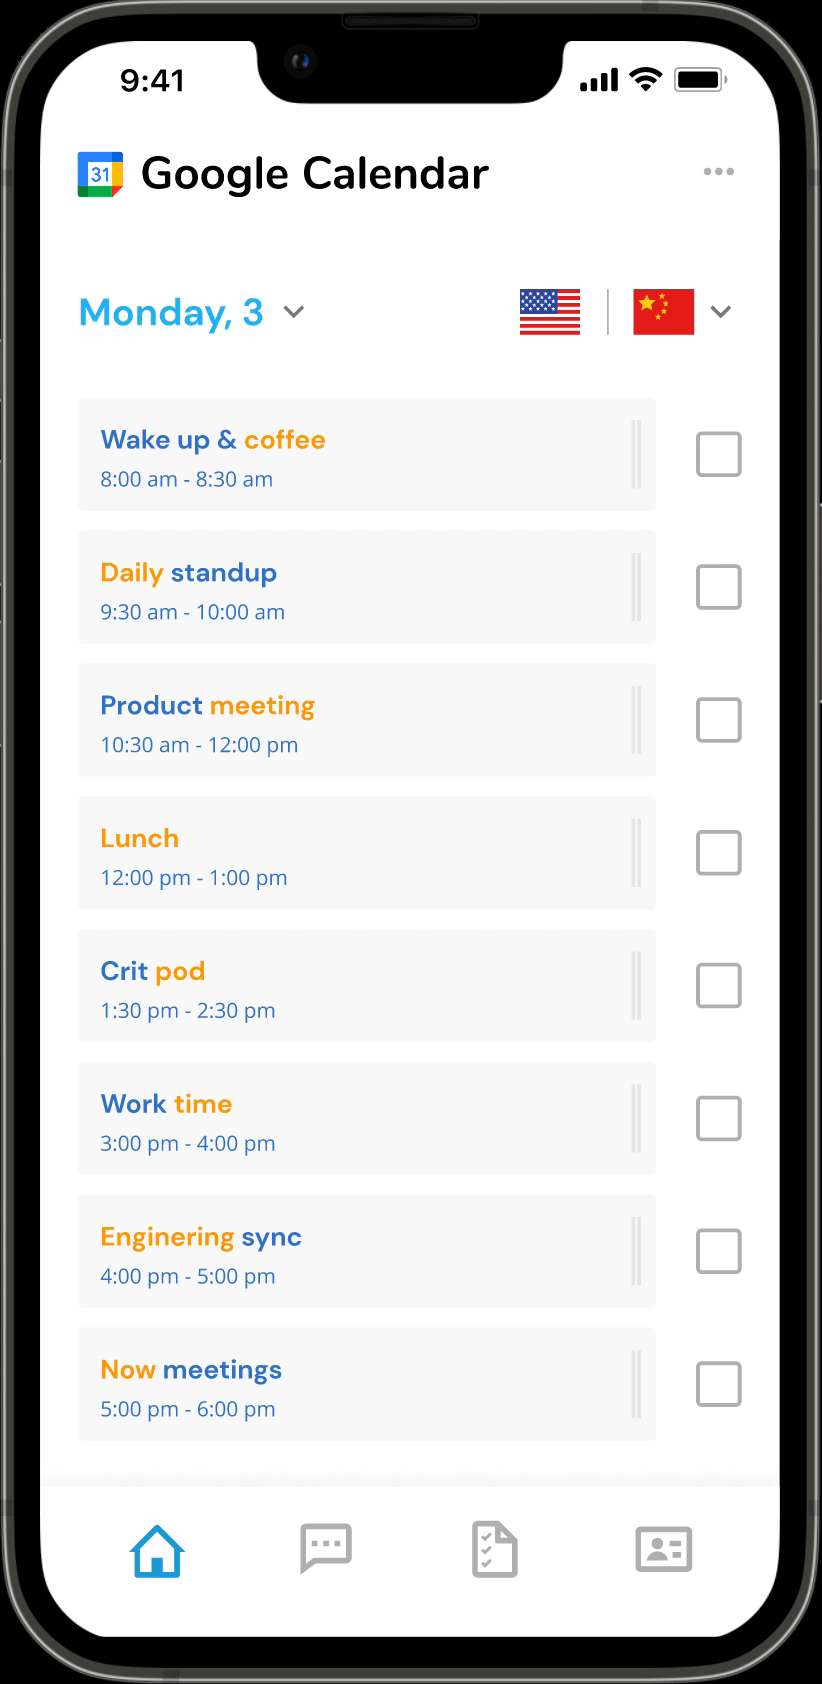 9:41
31 Google Calendar
Monday, 3
Wake up & coffee
8:00 am - 8:30 am
Daily standup
9:30 am - 10:00 am
Product meeting
10:30 am - 12:00 pm
Lunch
12:00 pm - 1:00 pm
Crit pod
1:30 pm - 2:30 pm
Work time
3:00 pm - 4:00 pm
Enginering sync
4:00 pm - 5:00 pm
Now meetings
5:00 pm - 6:00 pm